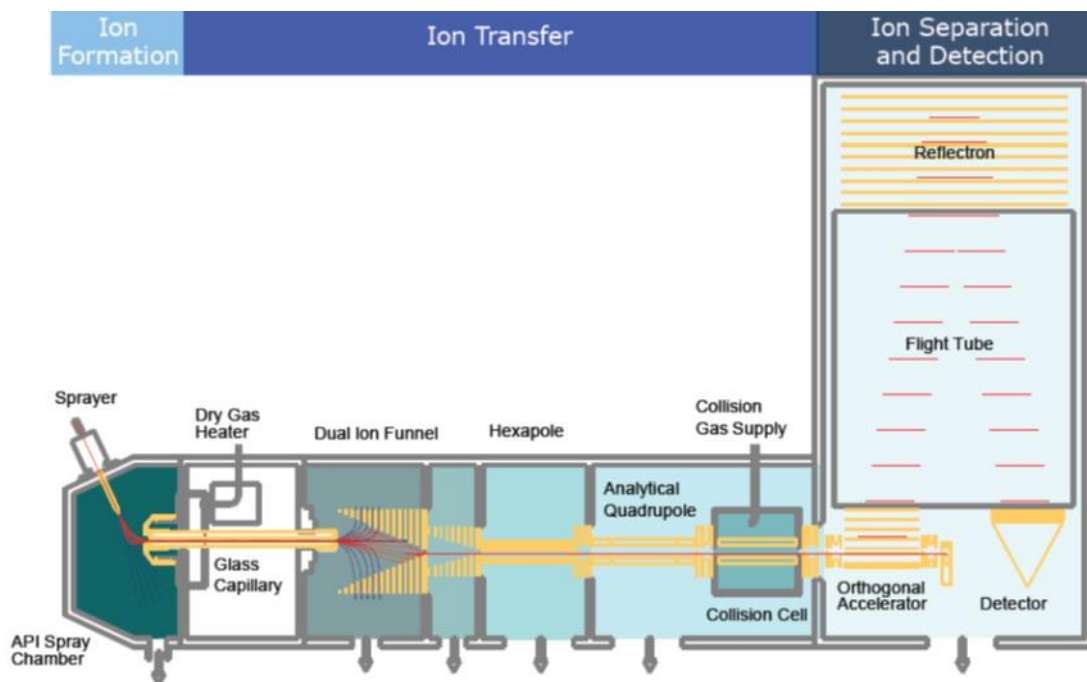 Ion
Formation
Ion Transfer
Ion Separation
and Detection
Reflectron
Flight Tube
Sprayer
Dry Gas
Heater
Dual Ion Funnel
Hexapole
Collision
Gas Supply
Analytical
Quadrupole
Glass
Capillary
Collision Cell
Orthogonal
Accelerator
Detector
API Spray
Chamber